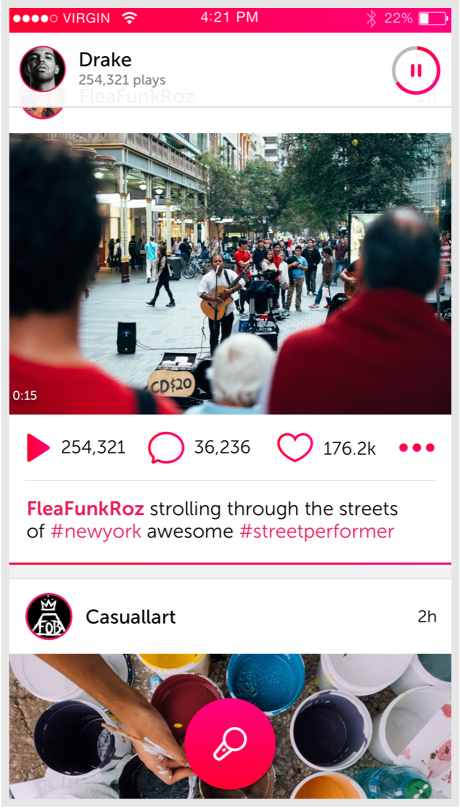 VIRGIN
4:21 PM
22%
Drake
254,321 plays
FleaFunkRoz
2h
0:15
CD$20
254,321
36,236
176.2k
FleaFunkRoz strolling through the streets
of #newyork awesome #streetperformer
FOB
Casuallart
2h